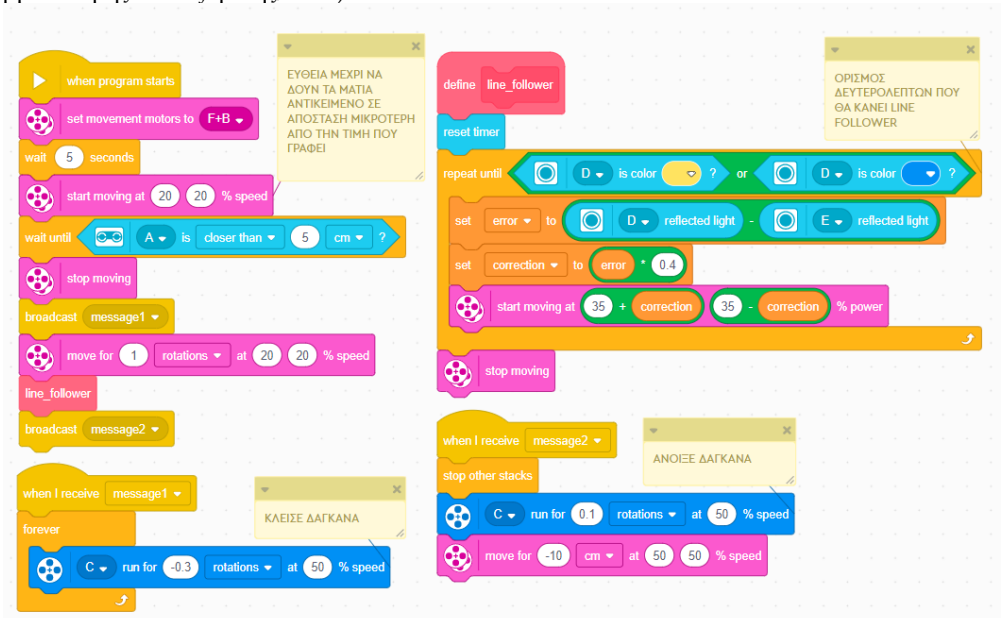 when program starts
set movement motors to F+B
wait 5 seconds
start moving at 20 20 % speed
wait until A is closer than 5 cm ?
stop moving
broadcast message1
move for 1 rotations at 20 20 % speed
line_follower
broadcast message2
ΕΥΘΕΙΑ ΜΕΧΡΙ ΝΑ
ΔΟΥΝ ΤΑ ΜΑΤΙΑ
ΑΝΤΙΚΕΙΜΕΝΟ ΣΕ
ΑΠΟΣΤΑΣΗ ΜΙΚΡΟΤΕΡΗ
ΑΠΟ ΤΗΝ ΤΙΜΗ ΠΟΥ
ΓΡΑΦΕΙ
when I receive message1
forever
C run for -0.3 rotations at 50 % speed
ΚΛΕΙΣΕ ΔΑΓΚΑΝΑ
define line_follower
reset timer
repeat until D is color ? or D is color ?
set error to D reflected light - E reflected light
set correction to error * 0.4
start moving at 35 + correction 35 - correction % power
stop moving
ΟΡΙΣΜΟΣ
ΔΕΥΤΕΡΟΛΕΠΤΩΝ ΠΟΥ
ΘΑ ΚΑΝΕΙ LINE
FOLLOWER
when I receive message2
stop other stacks
C run for 0.1 rotations at 50 % speed
move for -10 cm at 50 50 % speed
ΑΝΟΙΞΕ ΔΑΓΚΑΝΑ